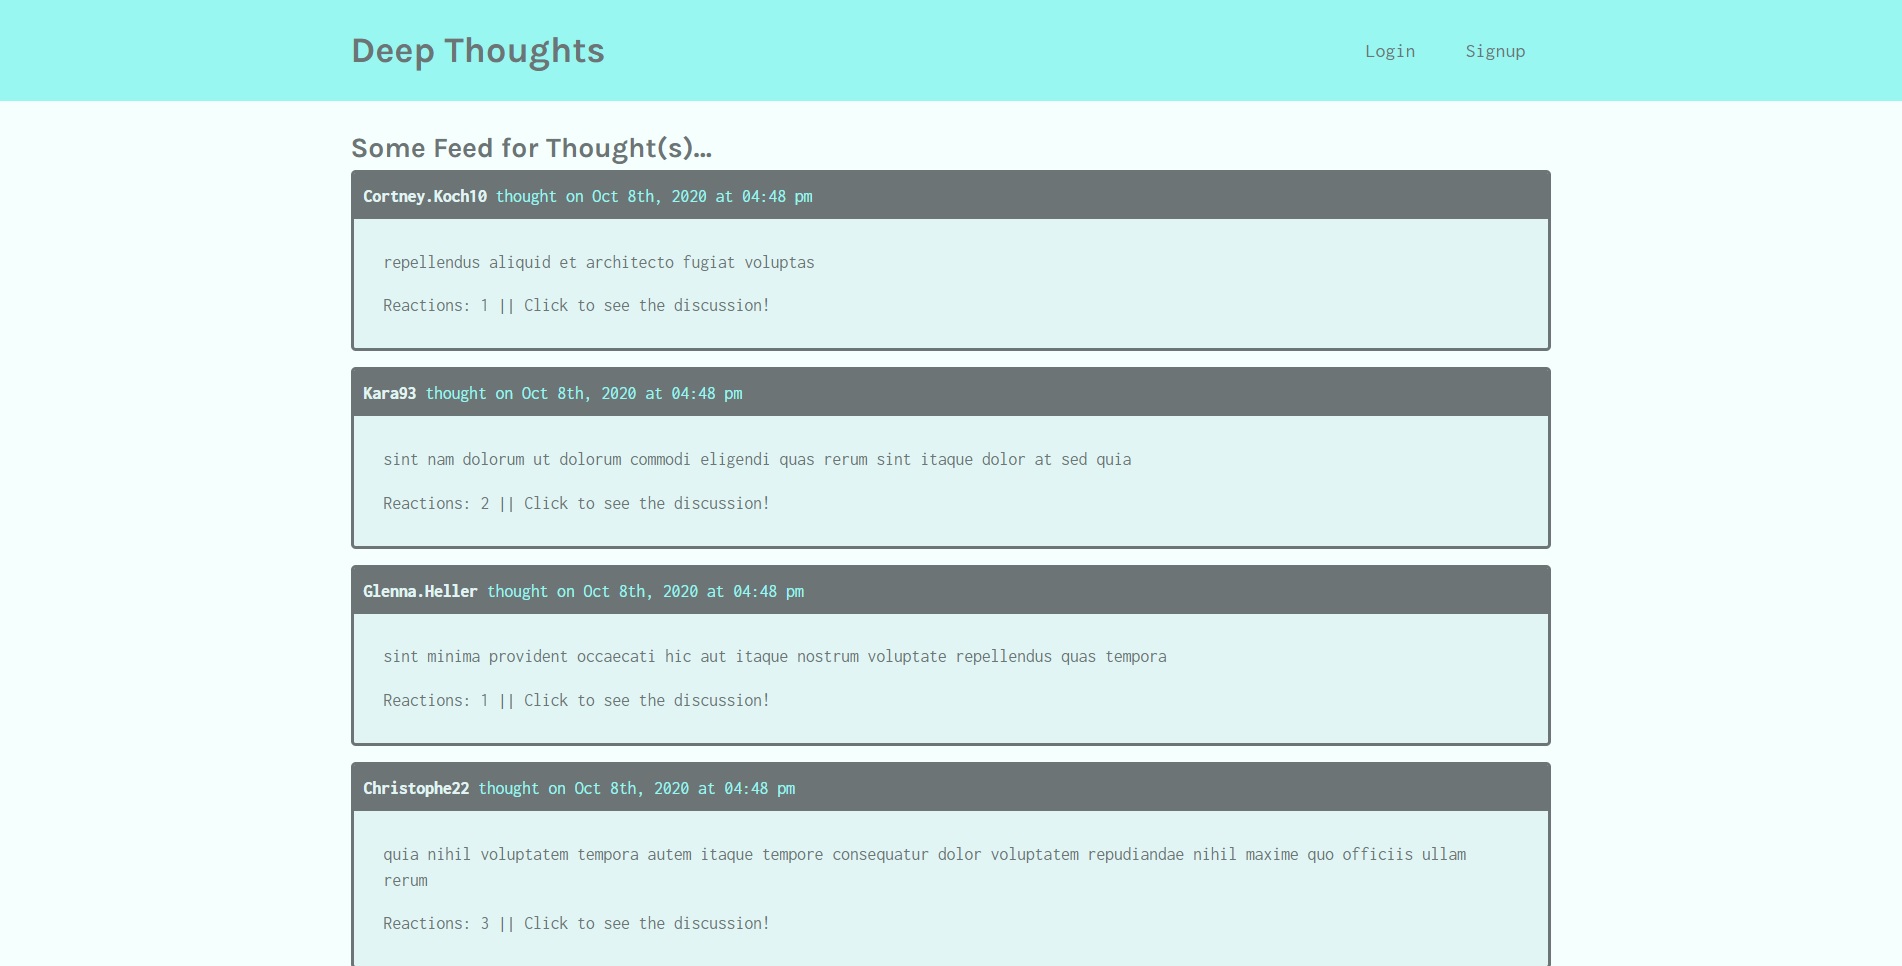 Deep Thoughts
Login
Signup
Some Feed for Thought(s)...
Cortney.Koch10 thought on Oct 8th, 2020 at 04:48 pm
repellendus aliquid et architecto fugiat voluptas
Reactions: 1 || Click to see the discussion!
Kara93 thought on Oct 8th, 2020 at 04:48 pm
sint nam dolorum ut dolorum commodi eligendi quas rerum sint itaque dolor at sed quia
Reactions: 2 || Click to see the discussion!
Glenna.Heller thought on Oct 8th, 2020 at 04:48 pm
sint minima provident occaecati hic aut itaque nostrum voluptate repellendus quas tempora
Reactions: 1 || Click to see the discussion!
Christophe22 thought on Oct 8th, 2020 at 04:48 pm
quia nihil voluptatem tempora autem itaque tempore consequatur dolor voluptatem repudiandae nihil maxime quo officiis ullam
rerum
Reactions: 3 || Click to see the discussion!